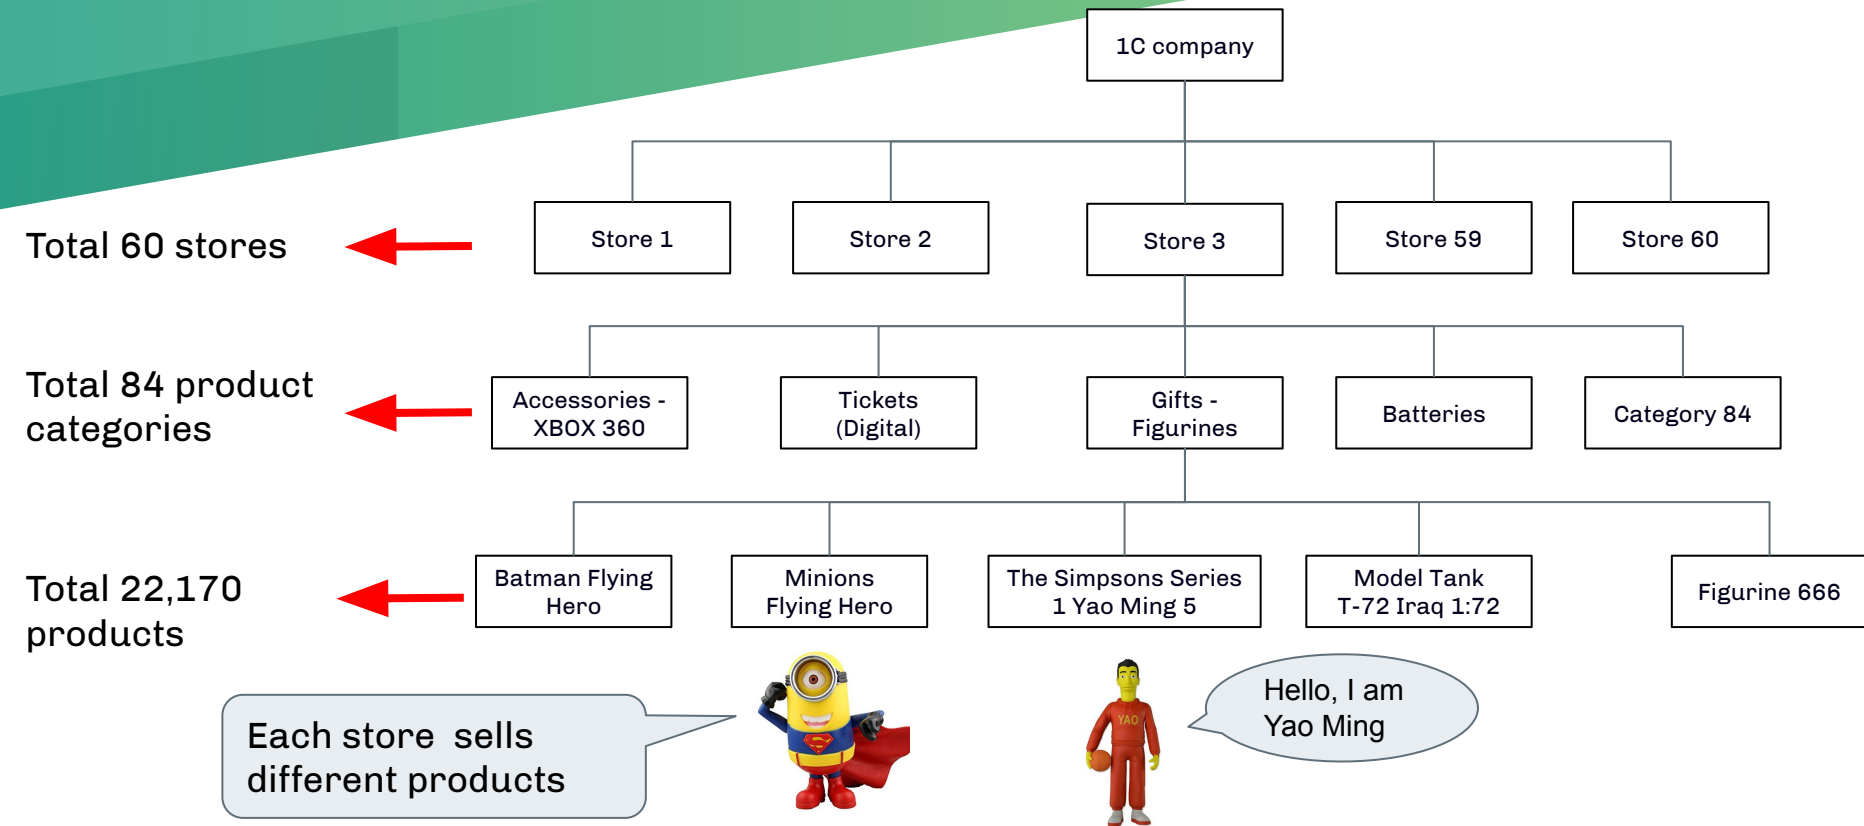 1C company
Total 60 stores
Store 1
Store 2
Store 3
Store 59
Store 60
Total 84 product
categories
Accessories -
XBOX 360
Tickets
(Digital)
Gifts -
Figurines
Batteries
Category 84
Total 22,170
products
Batman Flying
Hero
Minions
Flying Hero
The Simpsons Series
1 Yao Ming 5
Model Tank
T-72 Iraq 1:72
Figurine 666
Each store sells
different products
YAO
Hello, I am
Yao Ming